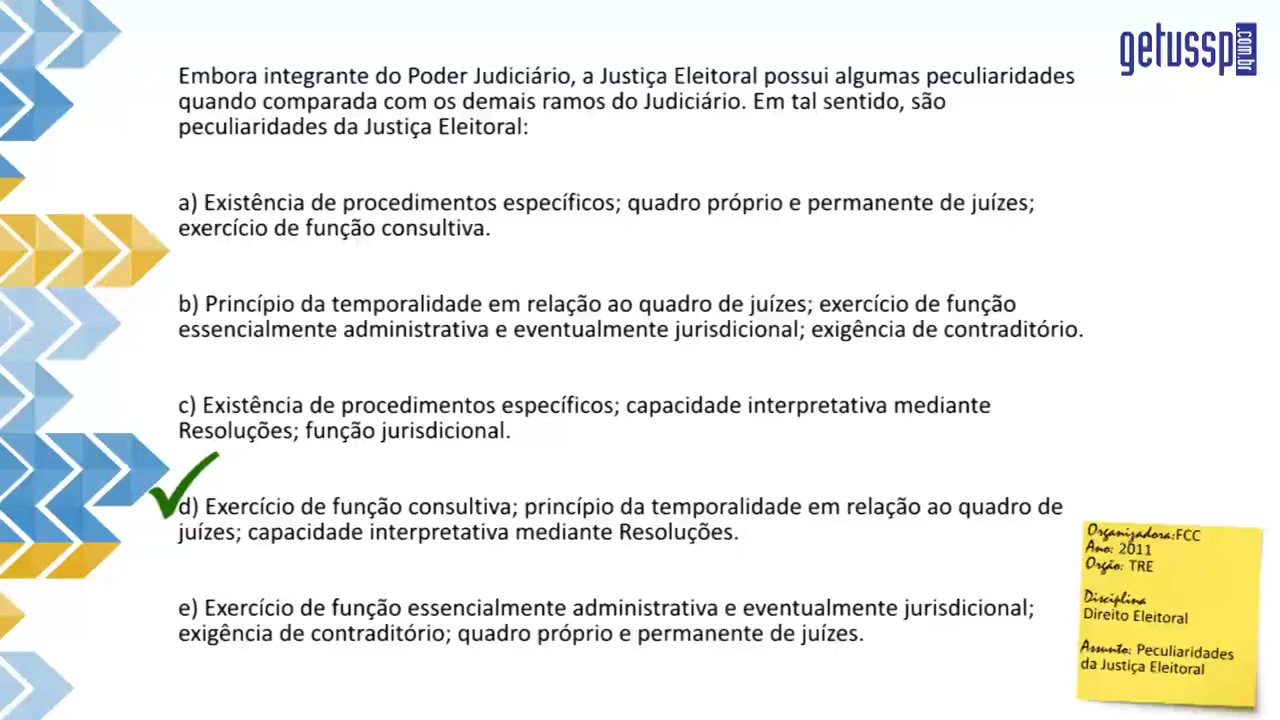 getussp.com.br
Embora integrante do Poder Judiciário, a Justiça Eleitoral possui algumas peculiaridades
quando comparada com os demais ramos do Judiciário. Em tal sentido, são
peculiaridades da Justiça Eleitoral:
a) Existência de procedimentos específicos; quadro próprio e permanente de juízes;
exercício de função consultiva.
b) Princípio da temporalidade em relação ao quadro de juízes; exercício de função
essencialmente administrativa e eventualmente jurisdicional; exigência de contraditório.
c) Existência de procedimentos específicos; capacidade interpretativa mediante
Resoluções; função jurisdicional.
d) Exercício de função consultiva; princípio da temporalidade em relação ao quadro de
juízes; capacidade interpretativa mediante Resoluções.
e) Exercício de função essencialmente administrativa e eventualmente jurisdicional;
exigência de contraditório; quadro próprio e permanente de juízes.
Organizadora:FCC
Ano: 2011
Orgão: TRE
Disciplina
Direito Eleitoral
Assunto: Peculiaridades
da Justiça Eleitoral